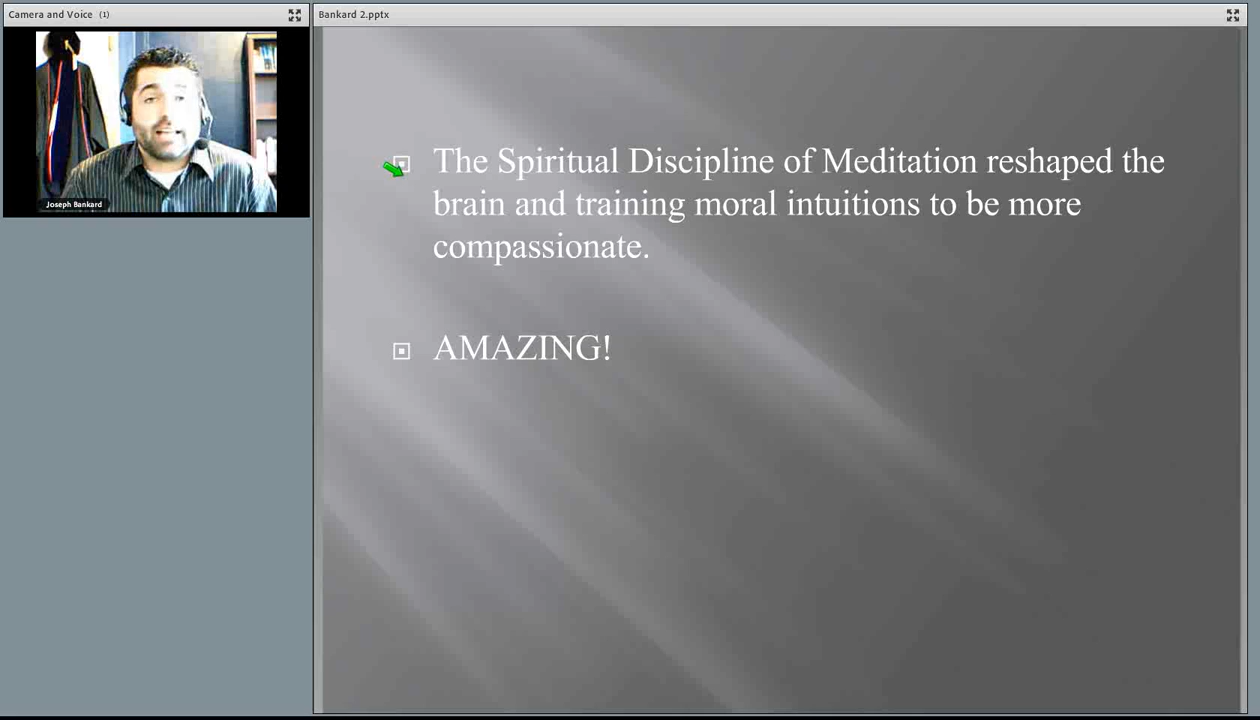 Camera and Voice (1)
Bankard 2.pptx
Joseph Bankard
The Spiritual Discipline of Meditation reshaped the
brain and training moral intuitions to be more
compassionate.
AMAZING!